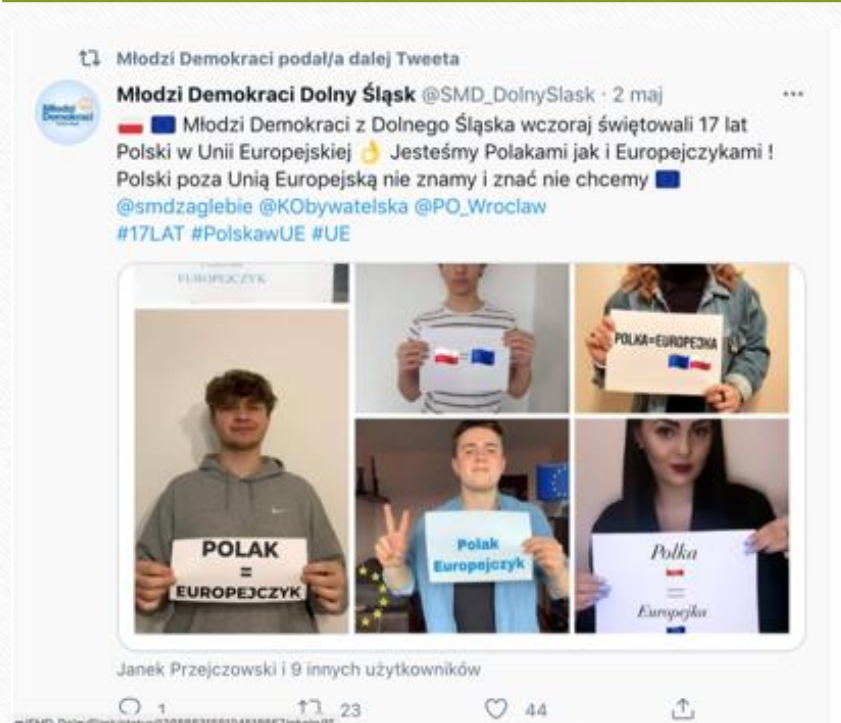 Młodzi Demokraci podał/a dalej Tweeta
Młodzi Demokraci Dolny Śląsk @SMD_DolnySlask · 2 maj
Młodzi Demokraci z Dolnego Śląska wczoraj świętowali 17 lat
Polski w Unii Europejskiej 👌 Jesteśmy Polakami jak i Europejczykami !
Polski poza Unią Europejską nie znamy i znać nie chcemy
@smdzaglebie @KObywatelska @PO_Wroclaw
#17LAT #PolskawUE #UE
EUROPEJCZYK
=
POLKA=EUROPEJKA
POLAK
=
EUROPEJCZYK
Polak
Europejczyk
Polka
=
Europejka
Janek Przejczowski i 9 innych użytkowników
1 23 44